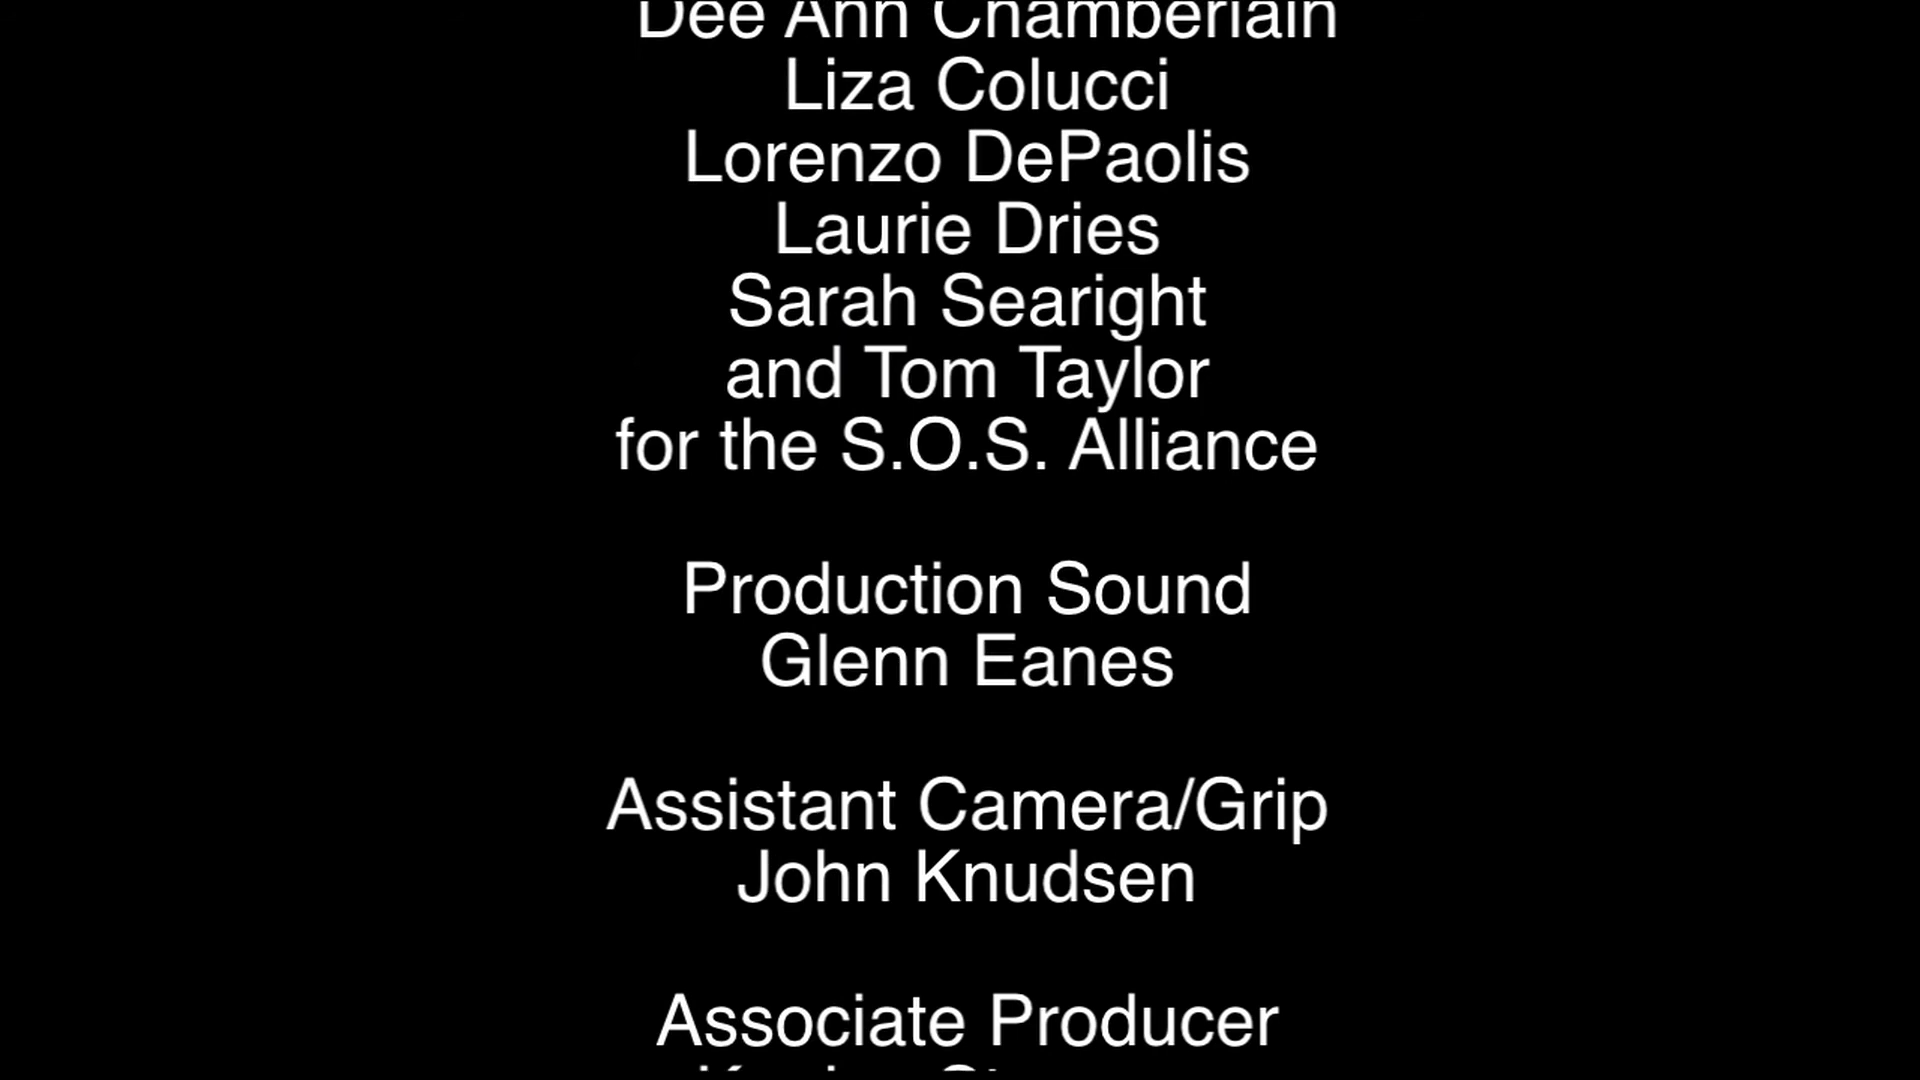 Dee Ann Chamberlain
Liza Colucci
Lorenzo DePaolis
Laurie Dries
Sarah Searight
and Tom Taylor
for the S.O.S. Alliance
Production Sound
Glenn Eanes
Assistant Camera/Grip
John Knudsen
Associate Producer